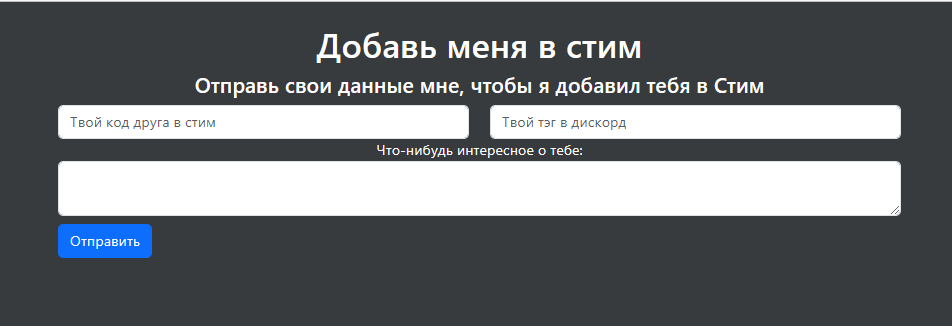 Добавь меня в стим
Отправь свои данные мне, чтобы я добавил тебя в Стим
Твой код друга в стим
Твой тэг в дискорд
Что-нибудь интересное о тебе:
Отправить